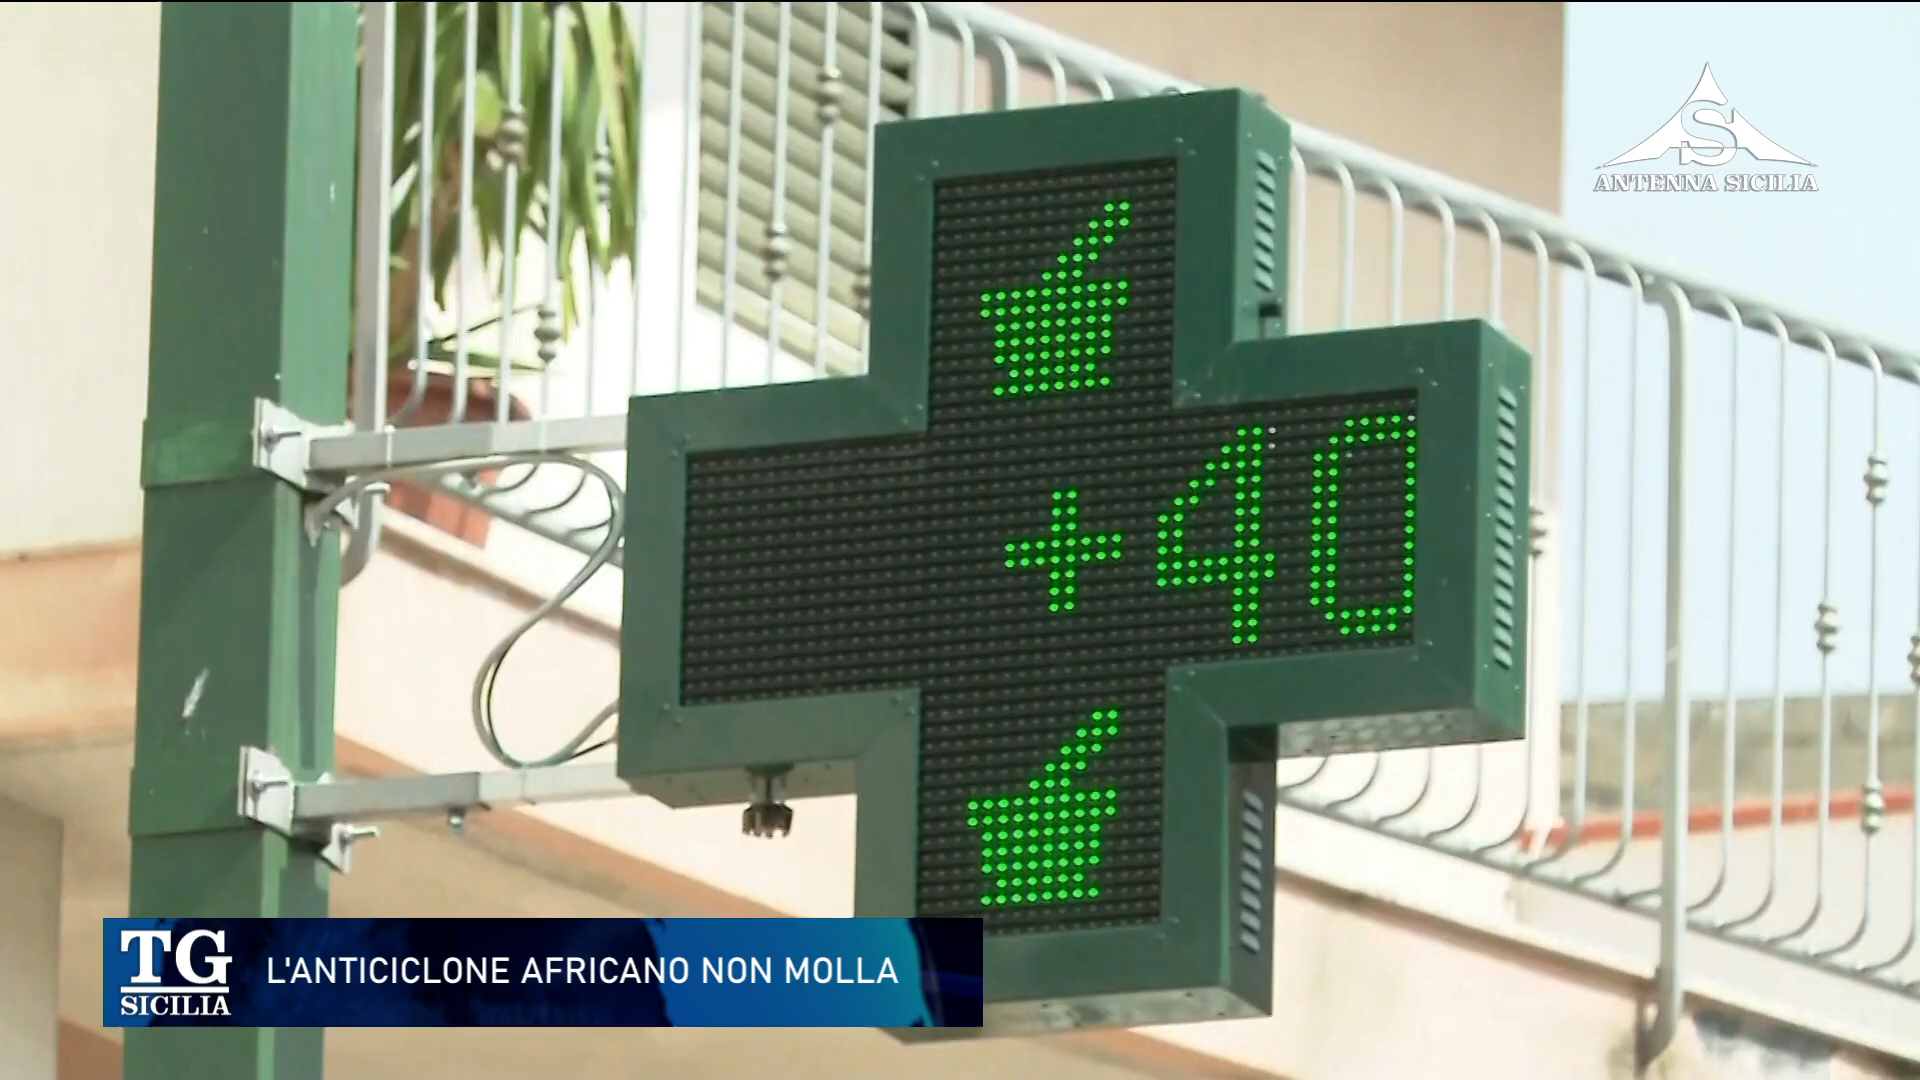 S
ANTENNA SICILIA
+40
TG
SICILIA
L'ANTICICLONE AFRICANO NON MOLLA